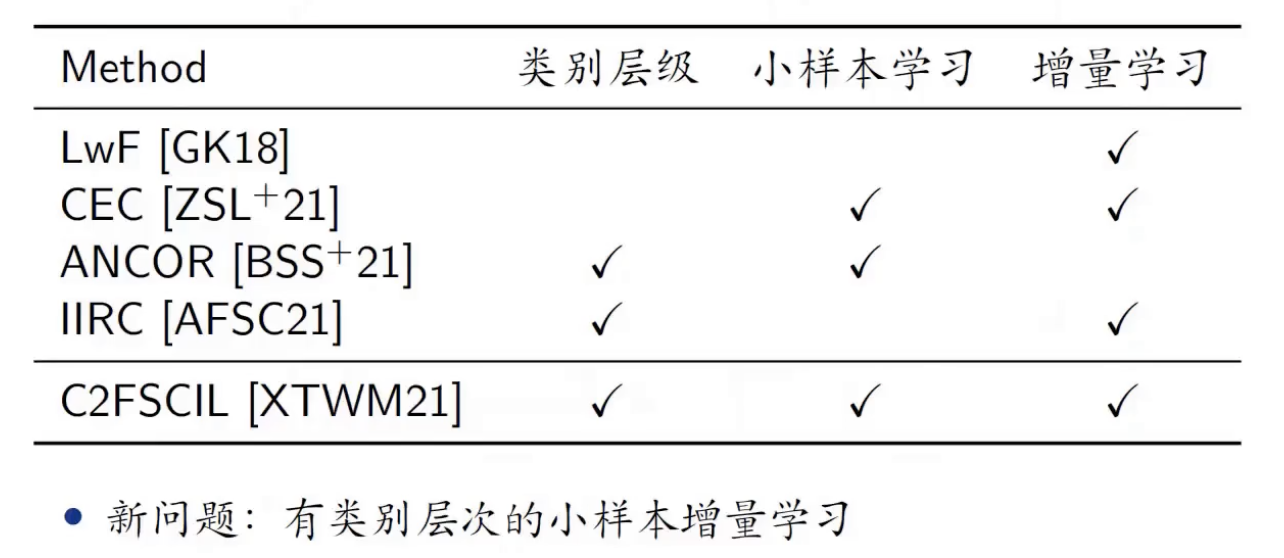 Method 类别层级 小样本学习 增量学习
LwF [GK18] ✓
CEC [ZSL+21] ✓ ✓
ANCOR [BSS+21] ✓ ✓
IIRC [AFSC21] ✓ ✓
C2FSCIL [XTWM21] ✓ ✓ ✓
• 新问题：有类别层次的小样本增量学习